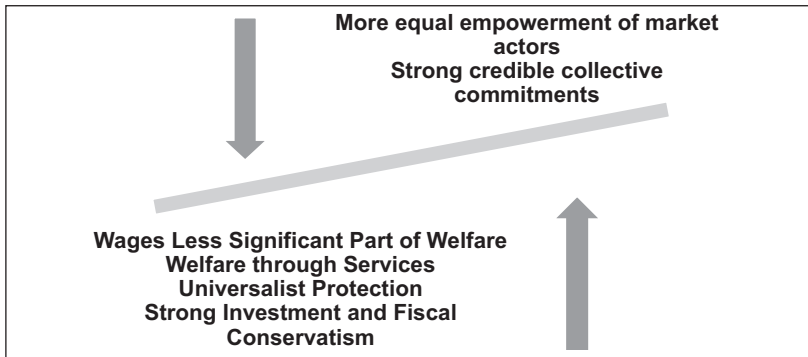 More equal empowerment of market
actors
Strong credible collective
commitments
Wages Less Significant Part of Welfare
Welfare through Services
Universalist Protection
Strong Investment and Fiscal
Conservatism